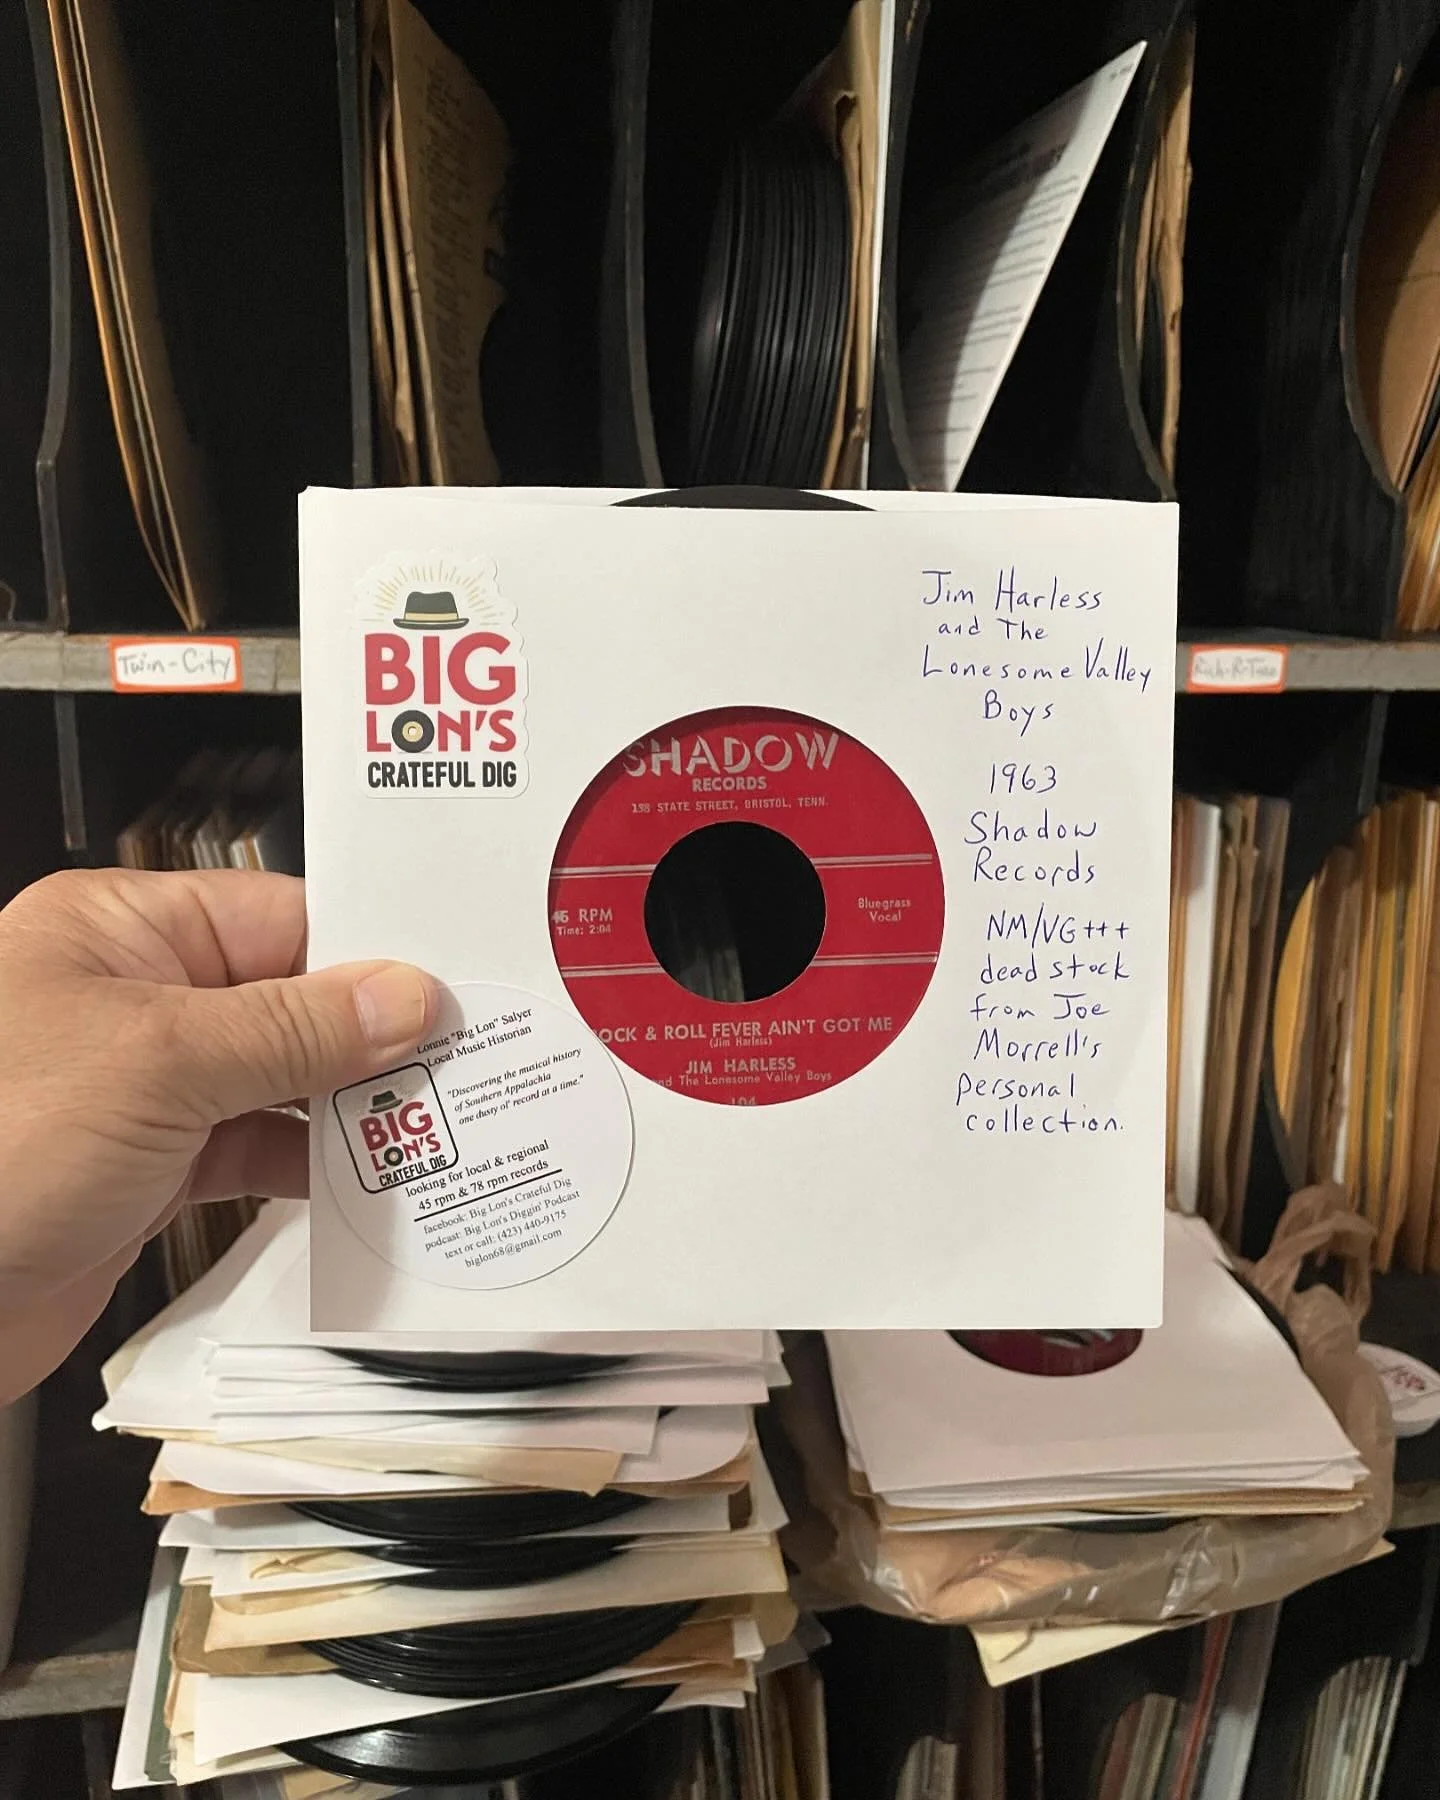 Twin-City
BIG
LON'S
CRATEFUL DIG
SHADOW
RECORDS
138 STATE STREET, BRISTOL, TENN.
45 RPM
Time: 2:04
Bluegrass
Vocal
OCK & ROLL FEVER AIN'T GOT ME
(Jim Harless)
JIM HARLESS
nd The Lonesome Valley Boys
104
Jim Harless
and The
Lonesome Valley
Boys
1963
Shadow
Records
NM/VG+++
dead stock
from Joe
Morrell's
personal
collection.
Lonnie "Big Lon" Salyer
Local Music Historian
"Discovering the musical history
of Southern Appalachia
one dusty ol' record at a time."
BIG
LON'S
CRATEFUL DIG
looking for local & regional
45 rpm & 78 rpm records
facebook: Big Lon's Crateful Dig
podcast: Big Lon's Diggin' Podcast
text or call: (423) 440-9175
biglon68@gmail.com